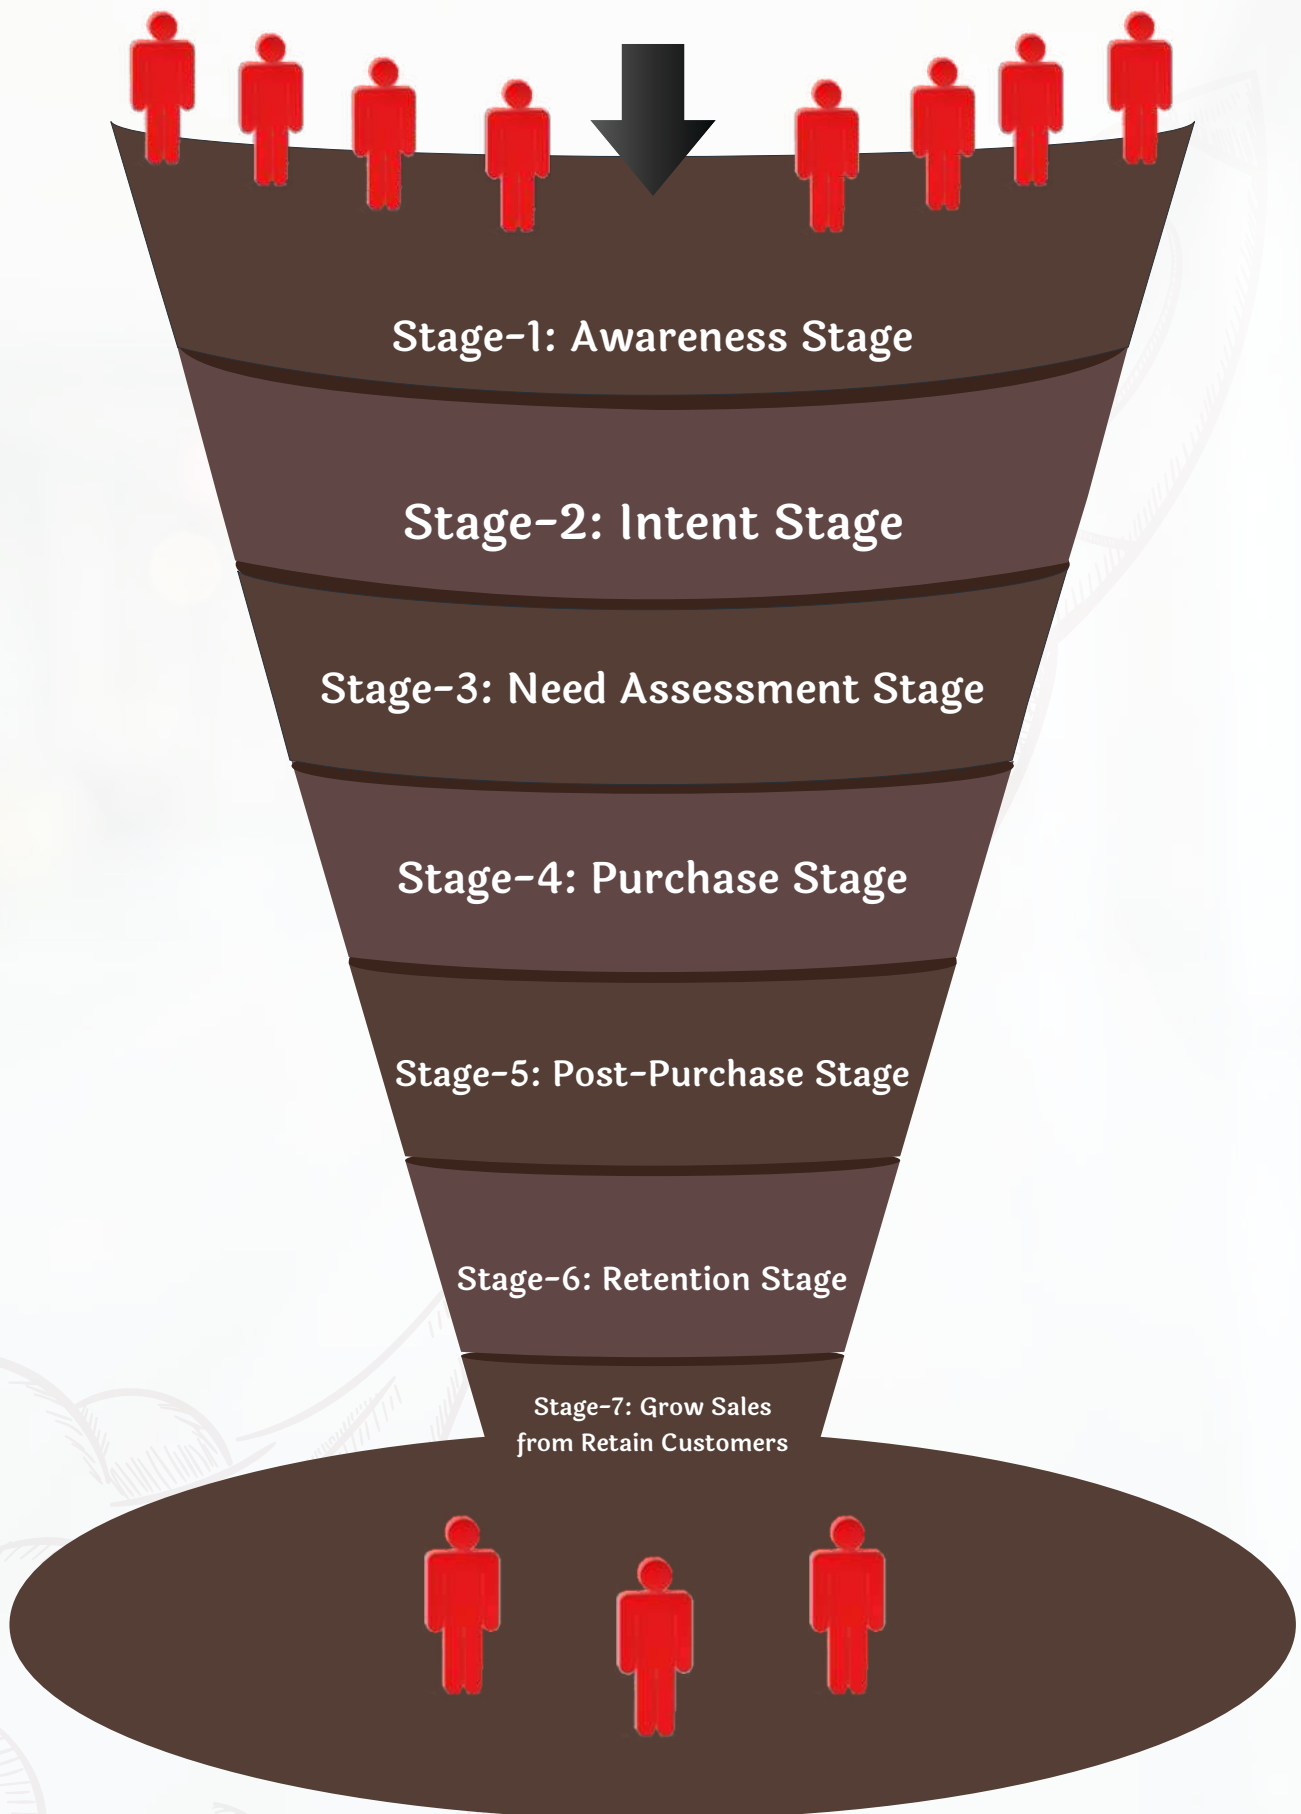 Stage-1: Awareness Stage
Stage-2: Intent Stage
Stage-3: Need Assessment Stage
Stage-4: Purchase Stage
Stage-5: Post-Purchase Stage
Stage-6: Retention Stage
Stage-7: Grow Sales
from Retain Customers